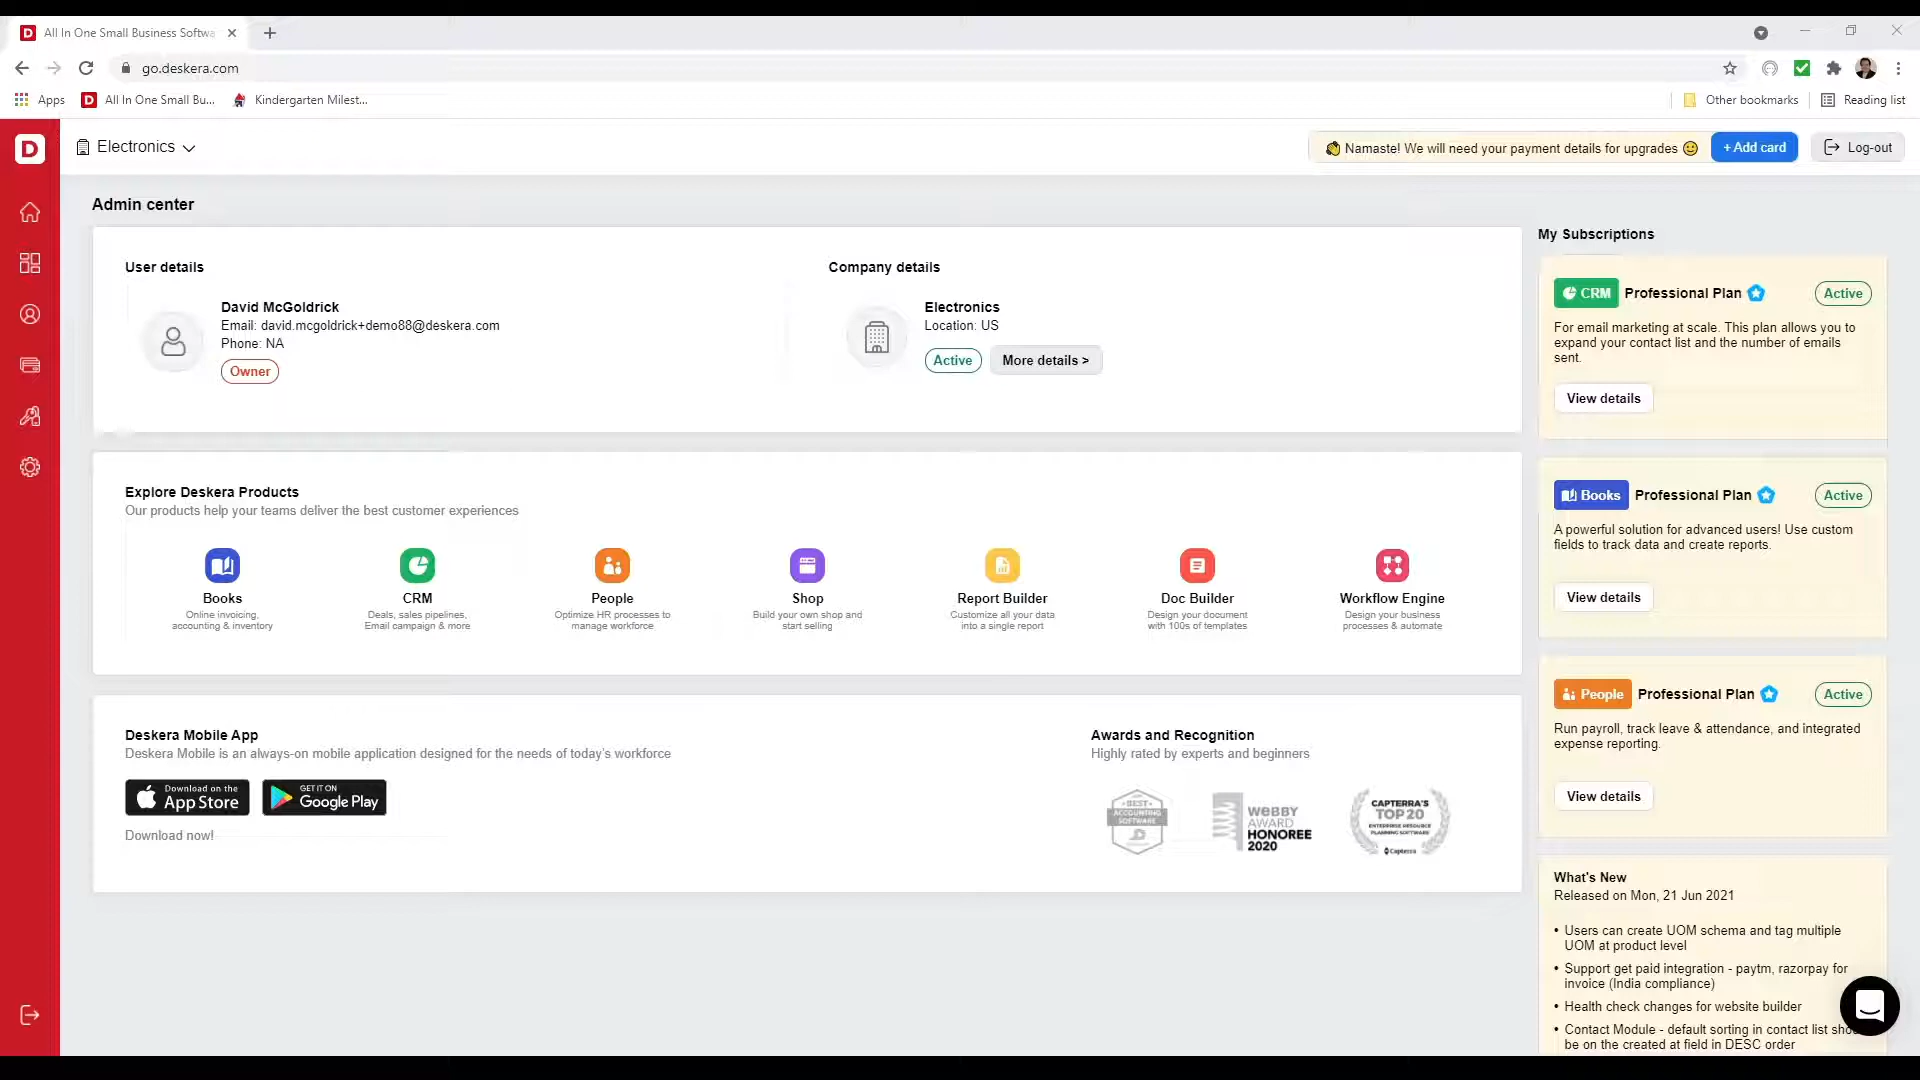 All In One Small Business Softwa
go.deskera.com
Apps
All In One Small Bu...
Kindergarten Milest...
Other bookmarks
Reading list
D
Electronics
Namaste! We will need your payment details for upgrades
+ Add card
Log-out
Admin center
User details
David McGoldrick
Email: david.mcgoldrick+demo88@deskera.com
Phone: NA
Owner
Company details
Electronics
Location: US
Active
More details >
Explore Deskera Products
Our products help your teams deliver the best customer experiences
Books
Online invoicing,
accounting & inventory
CRM
Deals, sales pipelines,
Email campaign & more
People
Optimize HR processes to
manage workforce
Shop
Build your own shop and
start selling
Report Builder
Customize all your data
into a single report
Doc Builder
Design your document
with 100s of templates
Workflow Engine
Design your business
processes & automate
Deskera Mobile App
Deskera Mobile is an always-on mobile application designed for the needs of today's workforce
Download on the
App Store
GET IT ON
Google Play
Download now!
Awards and Recognition
Highly rated by experts and beginners
BEST
ACCOUNTING
SOFTWARE
WEBBY
AWARD
HONOREE
2020
CAPTERRA'S
TOP 20
ENTERPRISE RESOURCE
PLANNING SOFTWARE
Capterra
My Subscriptions
CRM
Professional Plan
Active
For email marketing at scale. This plan allows you to
expand your contact list and the number of emails
sent.
View details
Books
Professional Plan
Active
A powerful solution for advanced users! Use custom
fields to track data and create reports.
View details
People
Professional Plan
Active
Run payroll, track leave & attendance, and integrated
expense reporting.
View details
What's New
Released on Mon, 21 Jun 2021
• Users can create UOM schema and tag multiple
UOM at product level
• Support get paid integration - paytm, razorpay for
invoice (India compliance)
• Health check changes for website builder
• Contact Module - default sorting in contact list sho
be on the created at field in DESC order